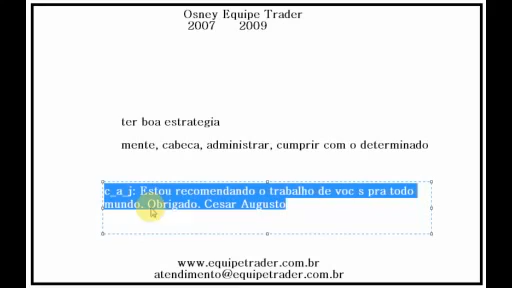 Osney Equipe Trader
2007 2009
ter boa estrategia
mente, cabeca, administrar, cumprir com o determinado
c_a_j: Estou recomendando o trabalho de voc s pra todo
mundo. Obrigado. Cesar Augusto
www.equipetrader.com.br
atendimento@equipetrader.com.br